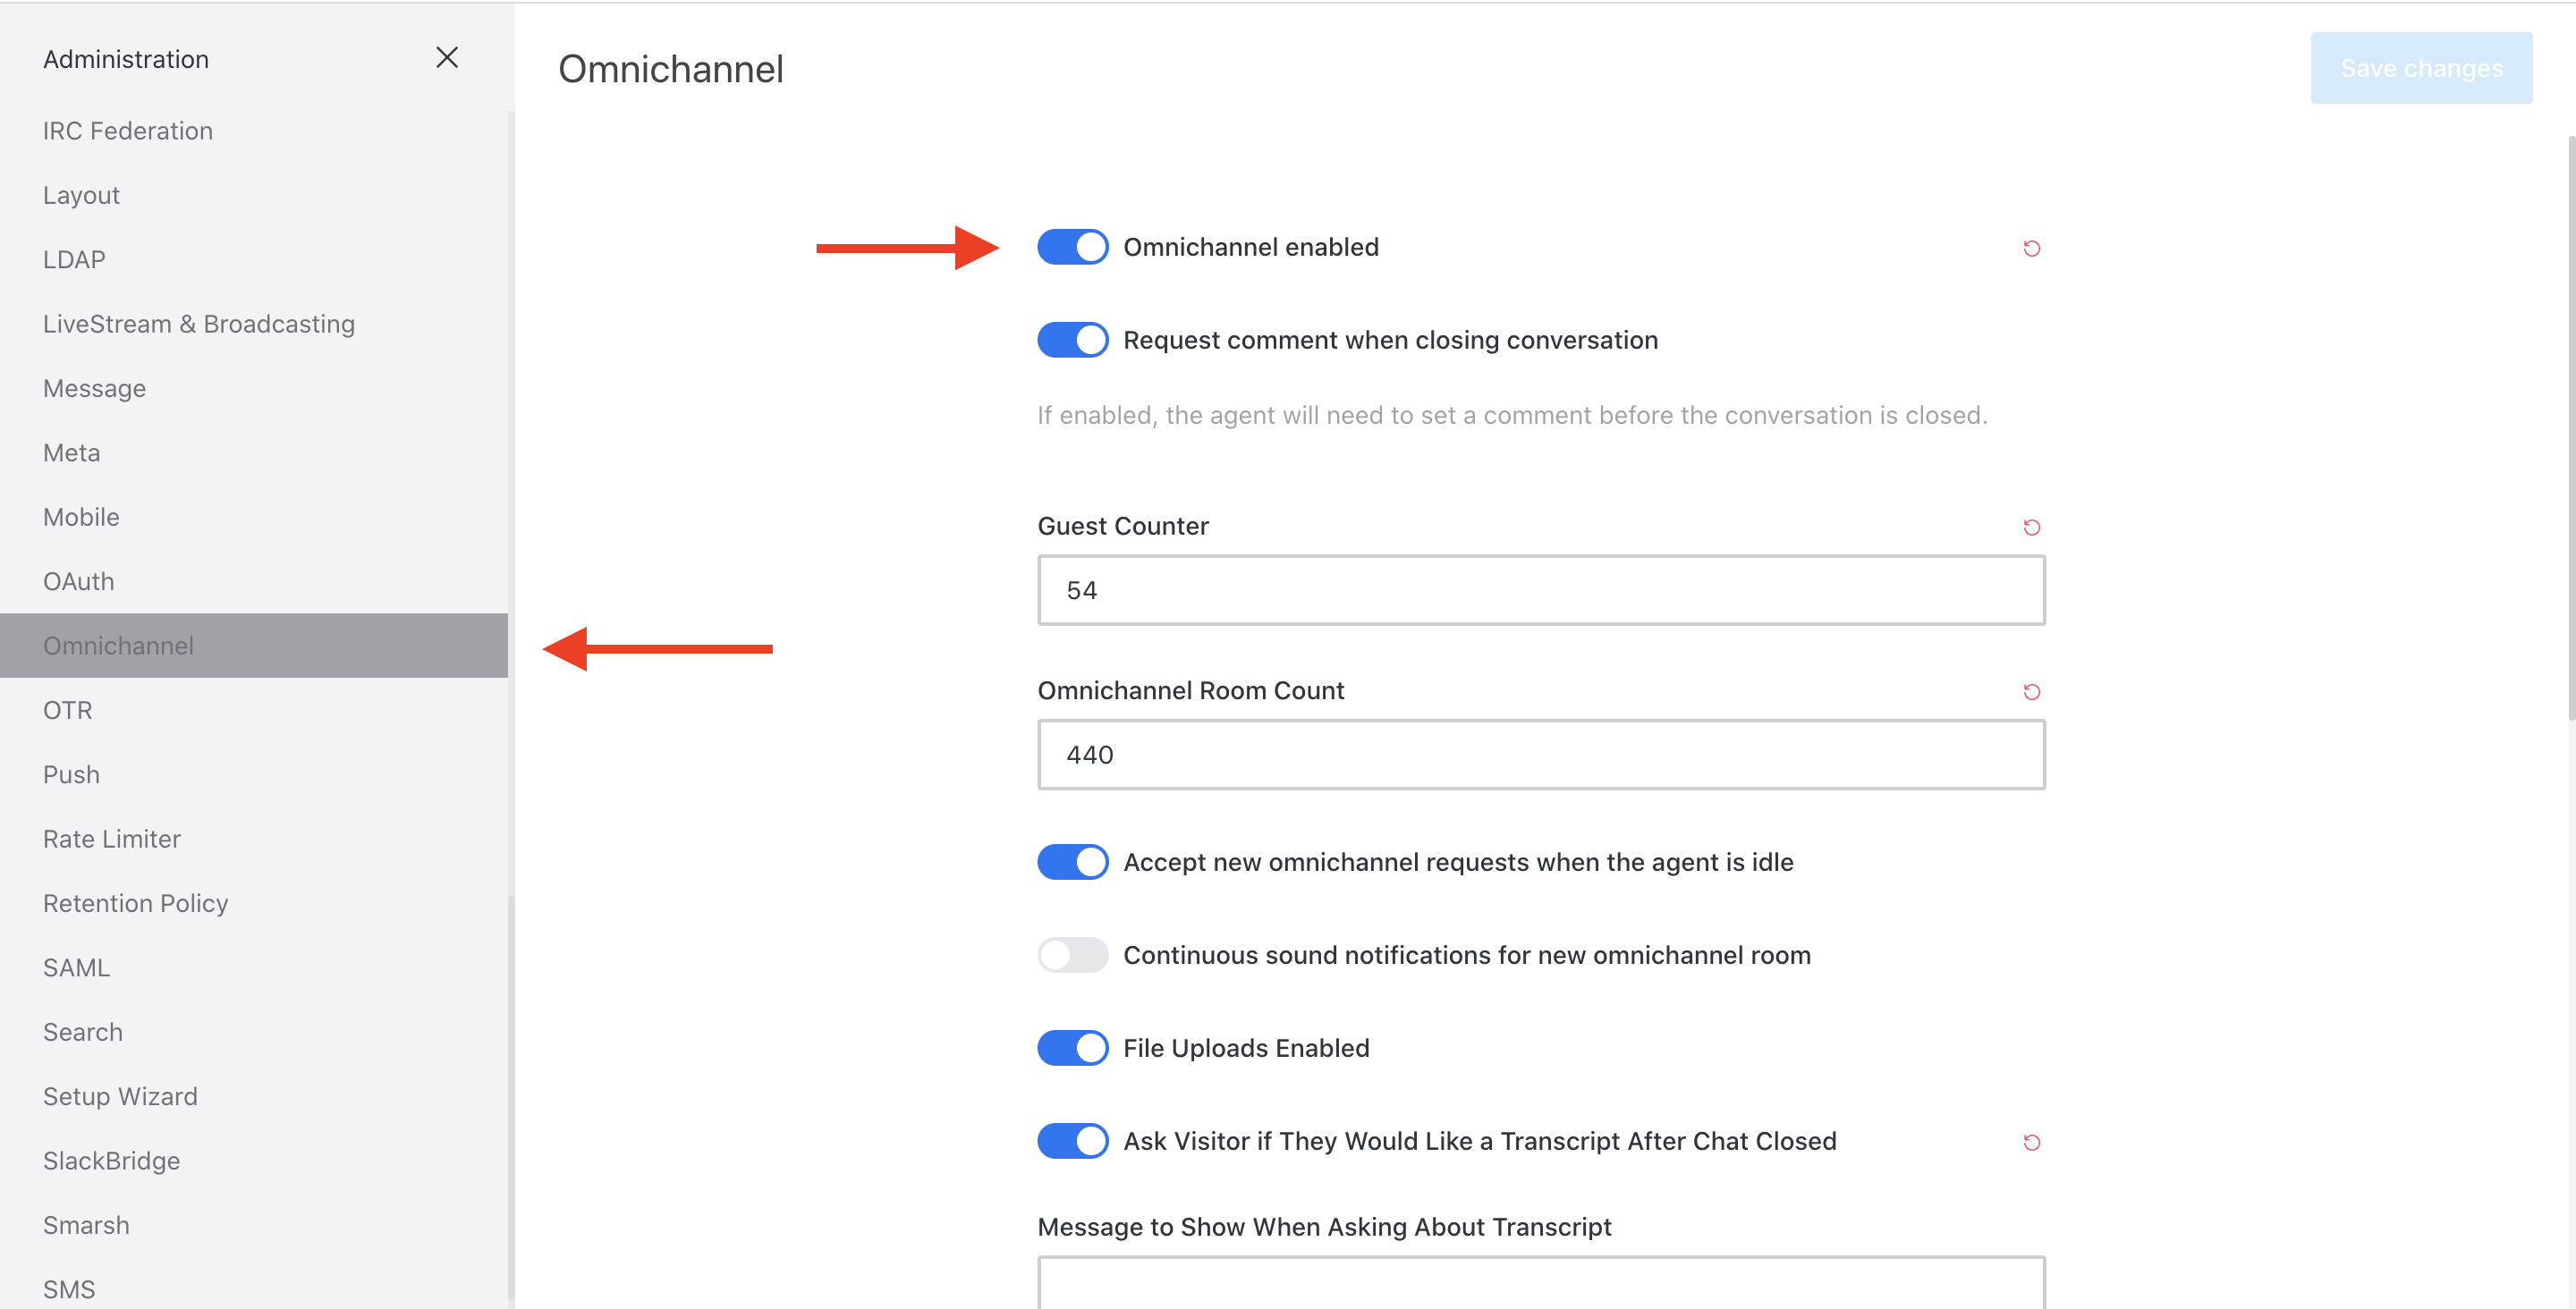 Administration
IRC Federation
Layout
LDAP
LiveStream & Broadcasting
Message
Meta
Mobile
OAuth
Omnichannel
OTR
Push
Rate Limiter
Retention Policy
SAML
Search
Setup Wizard
SlackBridge
Smarsh
SMS
Omnichannel
Save changes
Omnichannel enabled
Request comment when closing conversation
If enabled, the agent will need to set a comment before the conversation is closed.
Guest Counter
54
Omnichannel Room Count
440
Accept new omnichannel requests when the agent is idle
Continuous sound notifications for new omnichannel room
File Uploads Enabled
Ask Visitor if They Would Like a Transcript After Chat Closed
Message to Show When Asking About Transcript